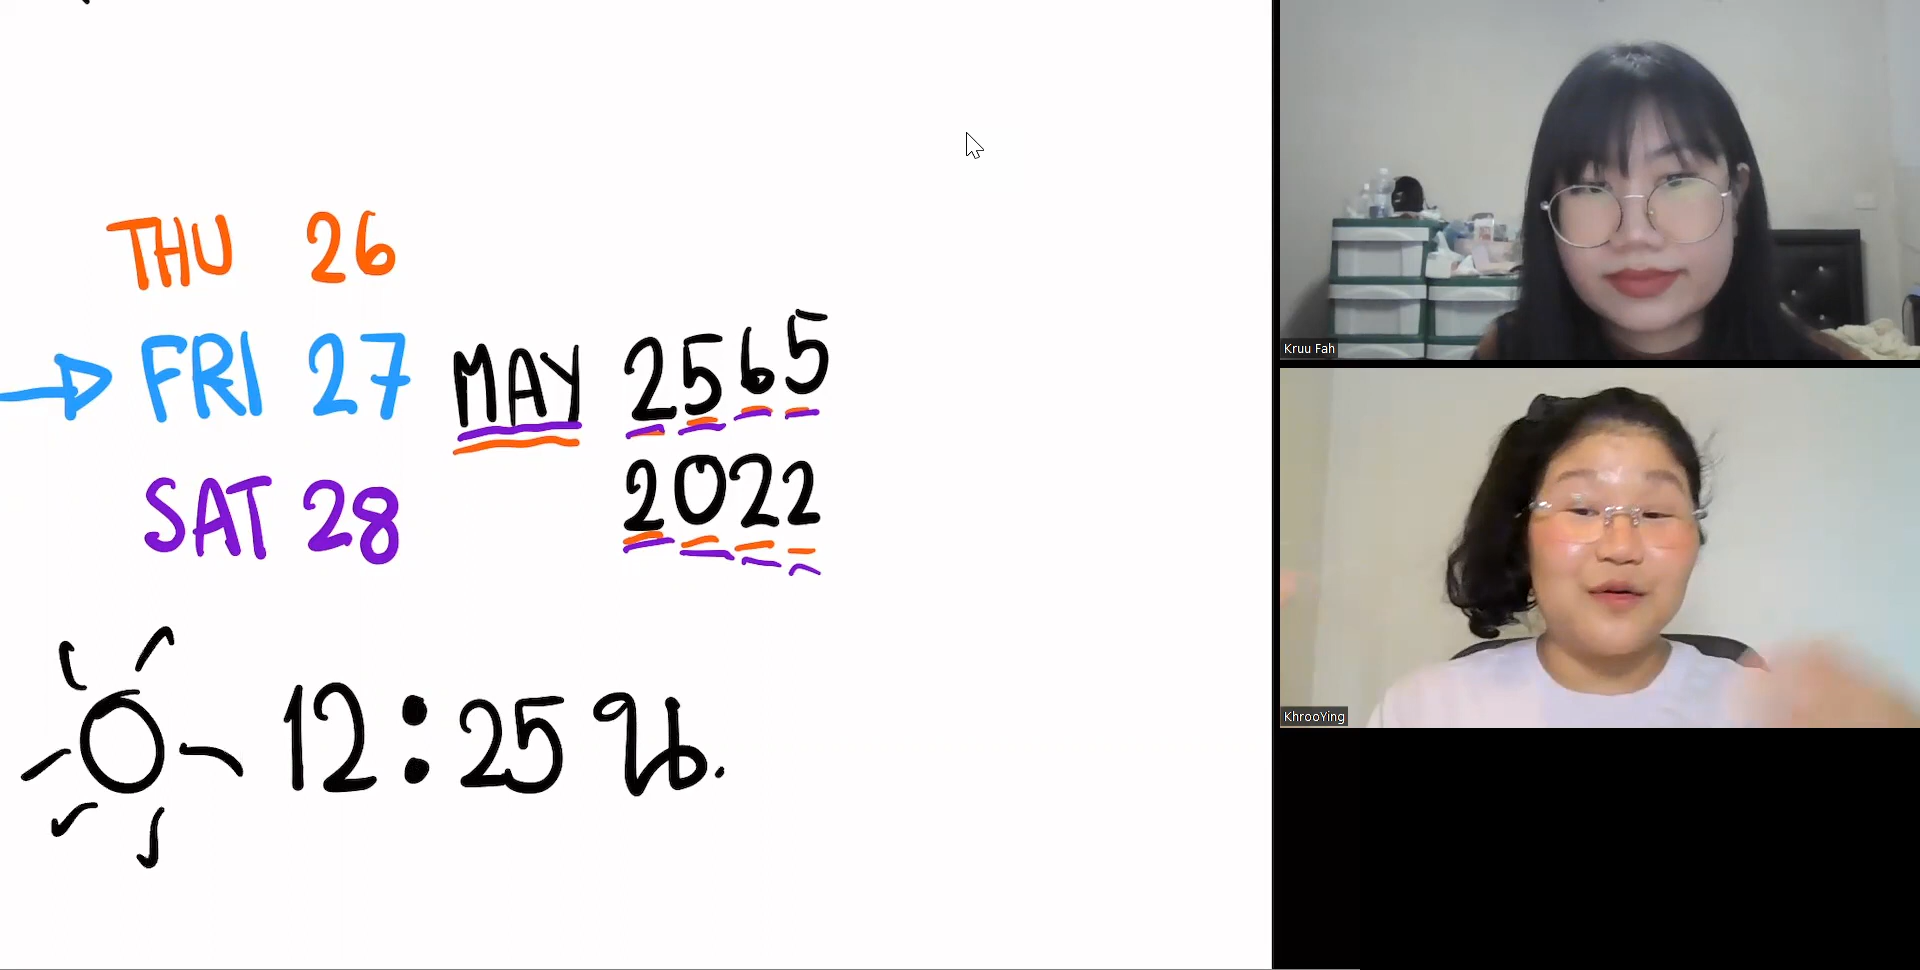 THU 26
FRI 27 MAY 2565
2022
SAT 28
12:25 น.
Kruu Fah
KhrooYing